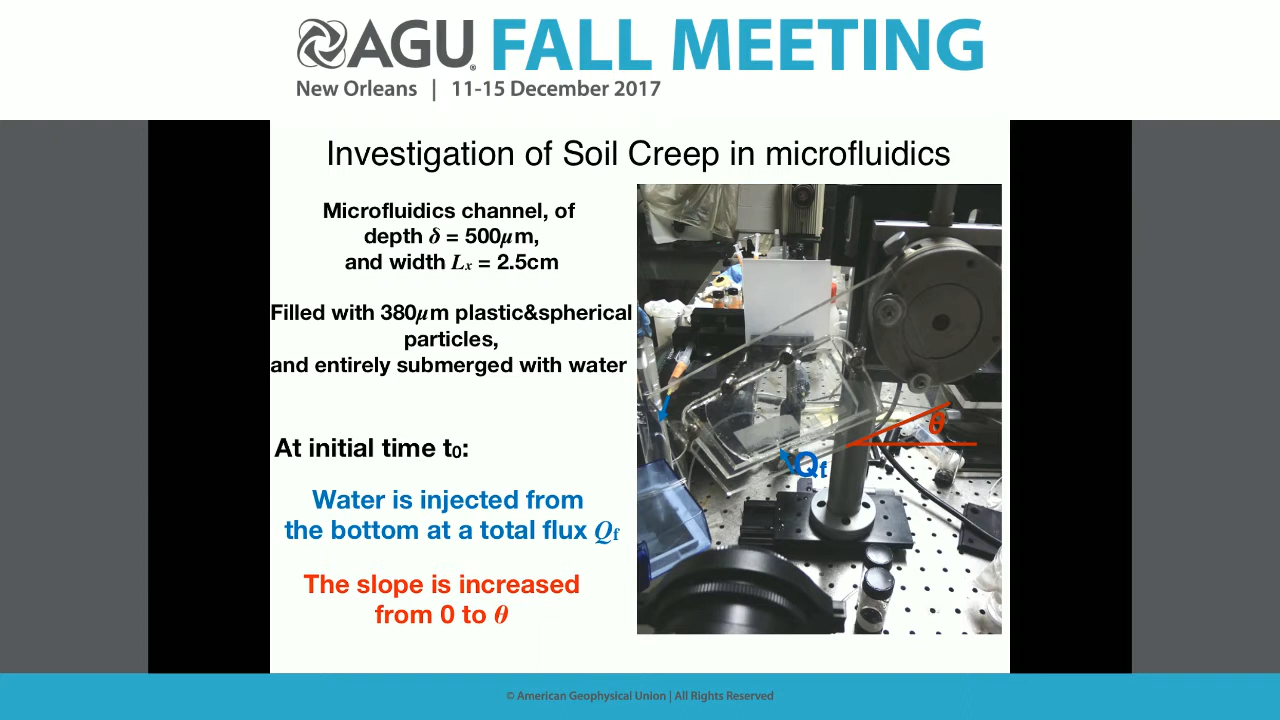 AGU FALL MEETING
New Orleans | 11-15 December 2017
Investigation of Soil Creep in microfluidics
Microfluidics channel, of
depth δ = 500μm,
and width Lₓ = 2.5cm
Filled with 380μm plastic&spherical
particles,
and entirely submerged with water
At initial time t₀:
Water is injected from
the bottom at a total flux Qf
The slope is increased
from 0 to θ
θ
Qf
© American Geophysical Union | All Rights Reserved